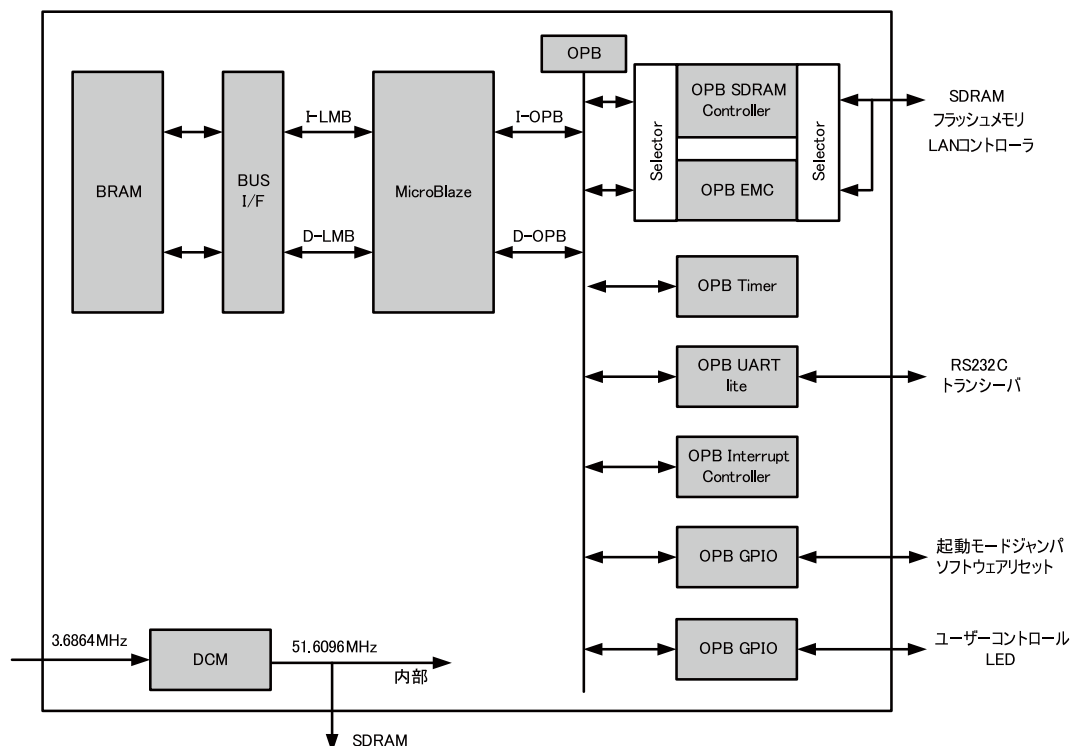 OPB
BRAM
BUS
I/F
I-LMB
D-LMB
MicroBlaze
I-OPB
D-OPB
Selector
OPB SDRAM
Controller
OPB EMC
Selector
SDRAM
フラッシュメモリ
LANコントローラ
OPB Timer
OPB UART
lite
RS232C
トランシーバ
OPB Interrupt
Controller
OPB GPIO
起動モードジャンパ
ソフトウェアリセット
OPB GPIO
ユーザーコントロール
LED
3.6864MHz
DCM
51.6096MHz
内部
SDRAM